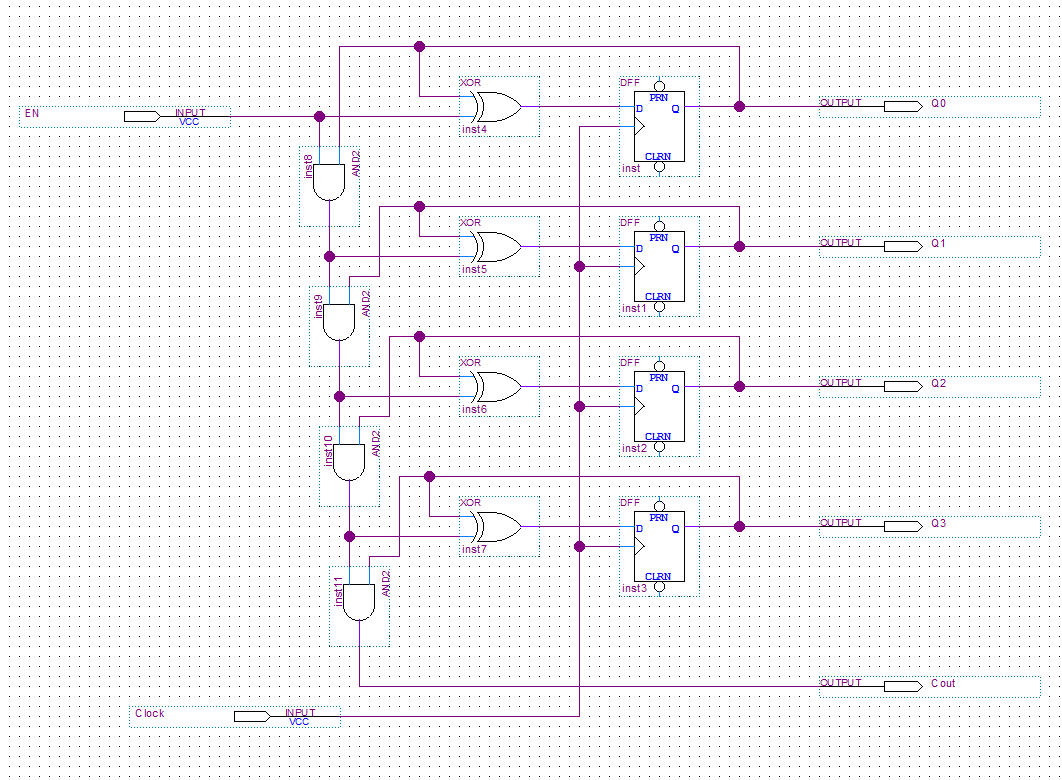 XOR
DFF
PRN
D
Q
CLRN
inst4
inst
OUTPUT
Q0
EN
INPUT
VCC
inst8
AND2
XOR
DFF
PRN
D
Q
CLRN
inst5
inst1
OUTPUT
Q1
inst9
AND2
XOR
DFF
PRN
D
Q
CLRN
inst6
inst2
OUTPUT
Q2
inst10
AND2
XOR
DFF
PRN
D
Q
CLRN
inst7
inst3
OUTPUT
Q3
inst11
AND2
OUTPUT
Cout
Clock
INPUT
VCC